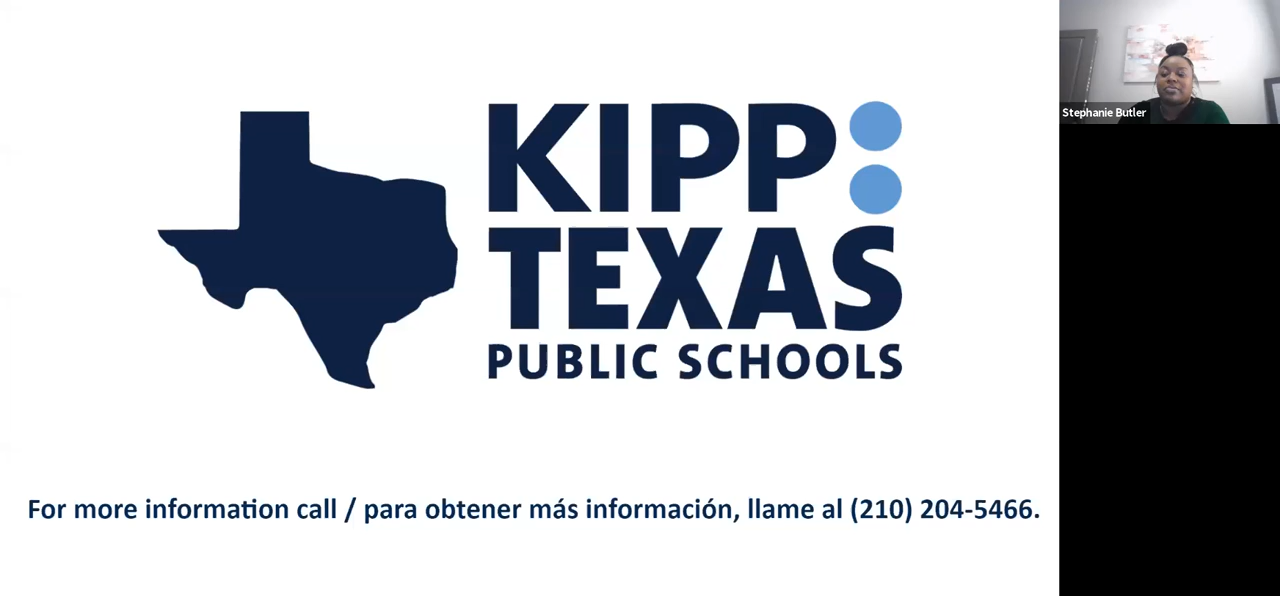 KIPP:
TEXAS
PUBLIC SCHOOLS
For more information call / para obtener más información, llame al (210) 204-5466.
Stephanie Butler